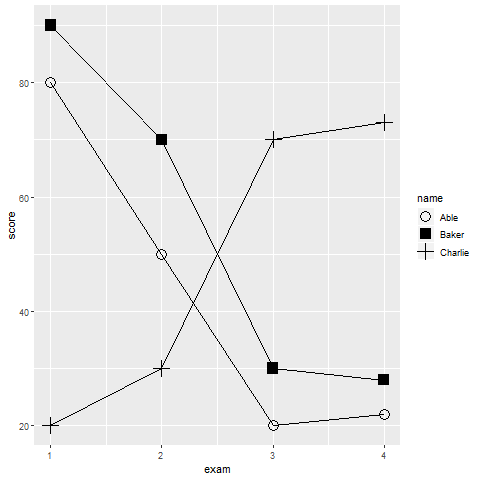 score
80
60
40
20
1 2 3 4
exam
name
Able
Baker
Charlie